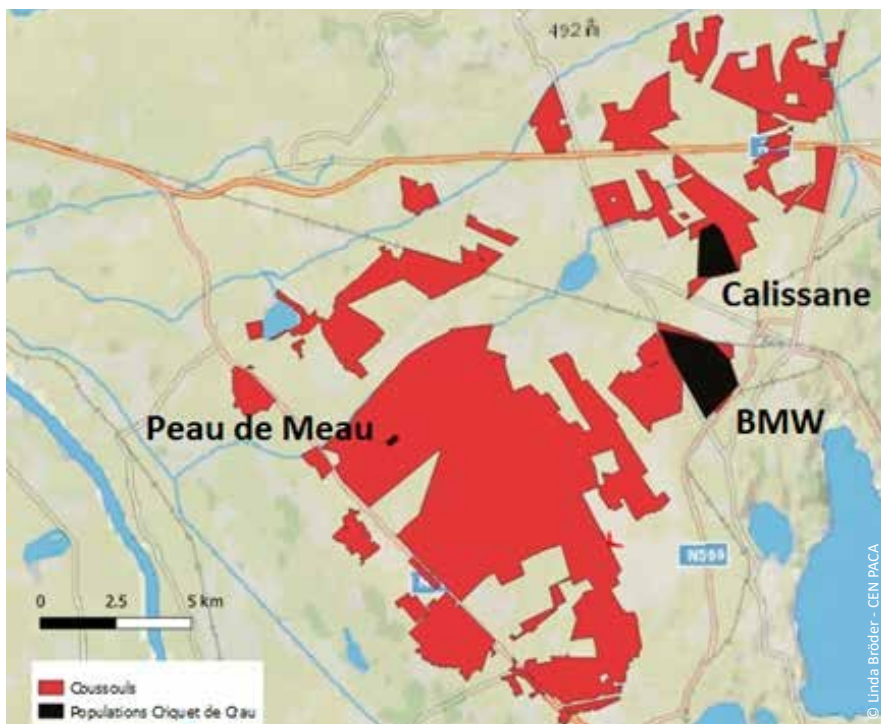 492
Calissane
Peau de Meau
BMW
N569
0 2.5 5 km
Coussouls
Populations Criquet de Crau
© Linda Bröder - CEN PACA